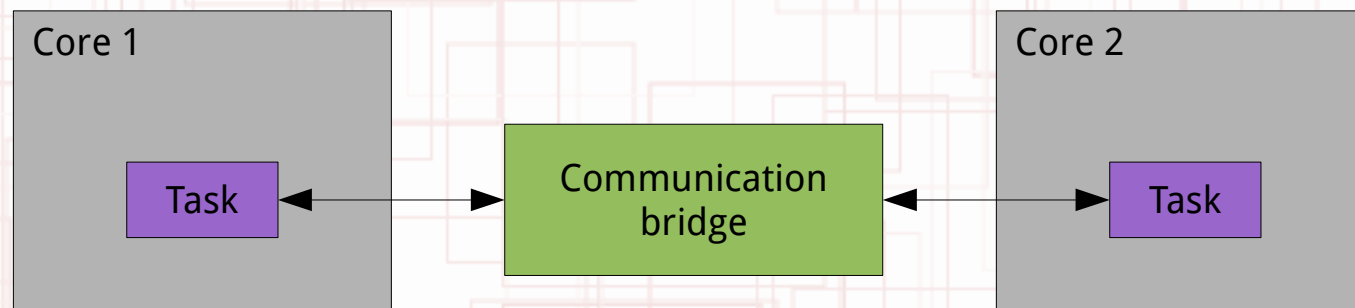 Core 1
Core 2
Task
Communication
bridge
Task